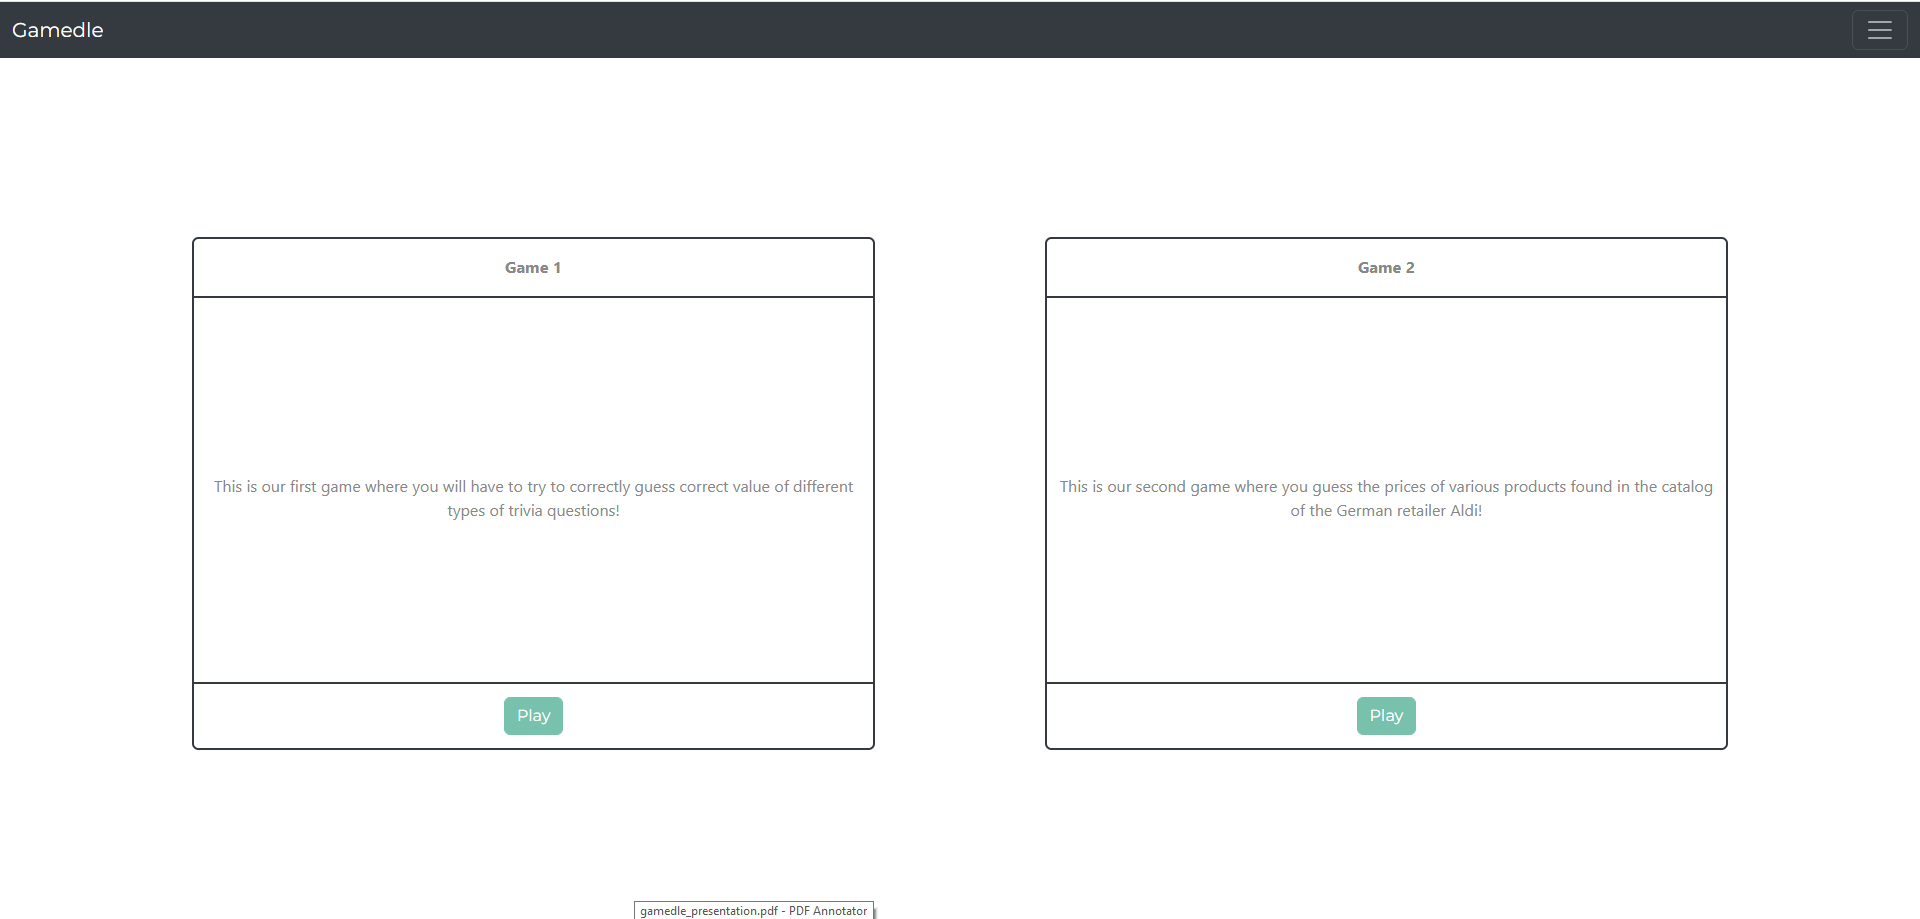 Gamedle
Game 1
This is our first game where you will have to try to correctly guess correct value of different
types of trivia questions!
Play
Game 2
This is our second game where you guess the prices of various products found in the catalog
of the German retailer Aldi!
Play
gamedle_presentation.pdf - PDF Annotator